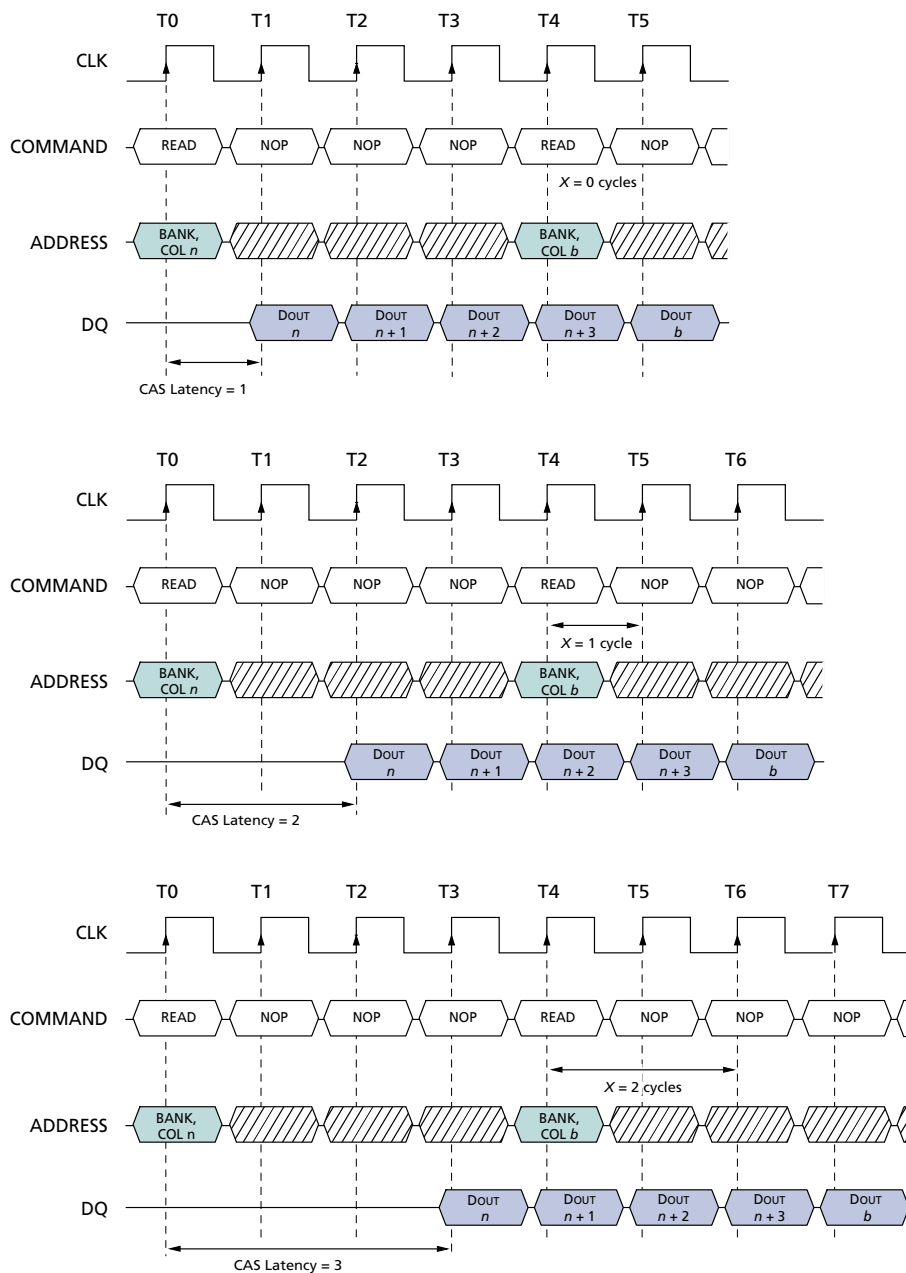 T0 T1 T2 T3 T4 T5
CLK
COMMAND READ NOP NOP NOP READ NOP
X = 0 cycles
ADDRESS BANK, COL n BANK, COL b
DQ DOUT n DOUT n + 1 DOUT n + 2 DOUT n + 3 DOUT b
CAS Latency = 1
T0 T1 T2 T3 T4 T5 T6
CLK
COMMAND READ NOP NOP NOP READ NOP NOP
X = 1 cycle
ADDRESS BANK, COL n BANK, COL b
DQ DOUT n DOUT n + 1 DOUT n + 2 DOUT n + 3 DOUT b
CAS Latency = 2
T0 T1 T2 T3 T4 T5 T6 T7
CLK
COMMAND READ NOP NOP NOP READ NOP NOP NOP
X = 2 cycles
ADDRESS BANK, COL n BANK, COL b
DQ DOUT n DOUT n + 1 DOUT n + 2 DOUT n + 3 DOUT b
CAS Latency = 3